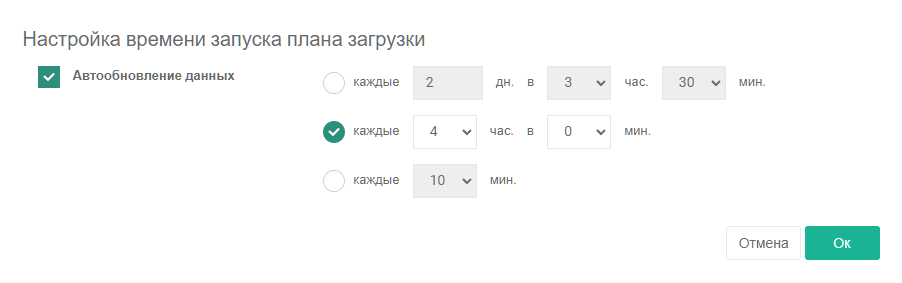 Настройка времени запуска плана загрузки
Автообновление данных
каждые 2 дн. в 3 час. 30 мин.
каждые 4 час. в 0 мин.
каждые 10 мин.
Отмена Ок